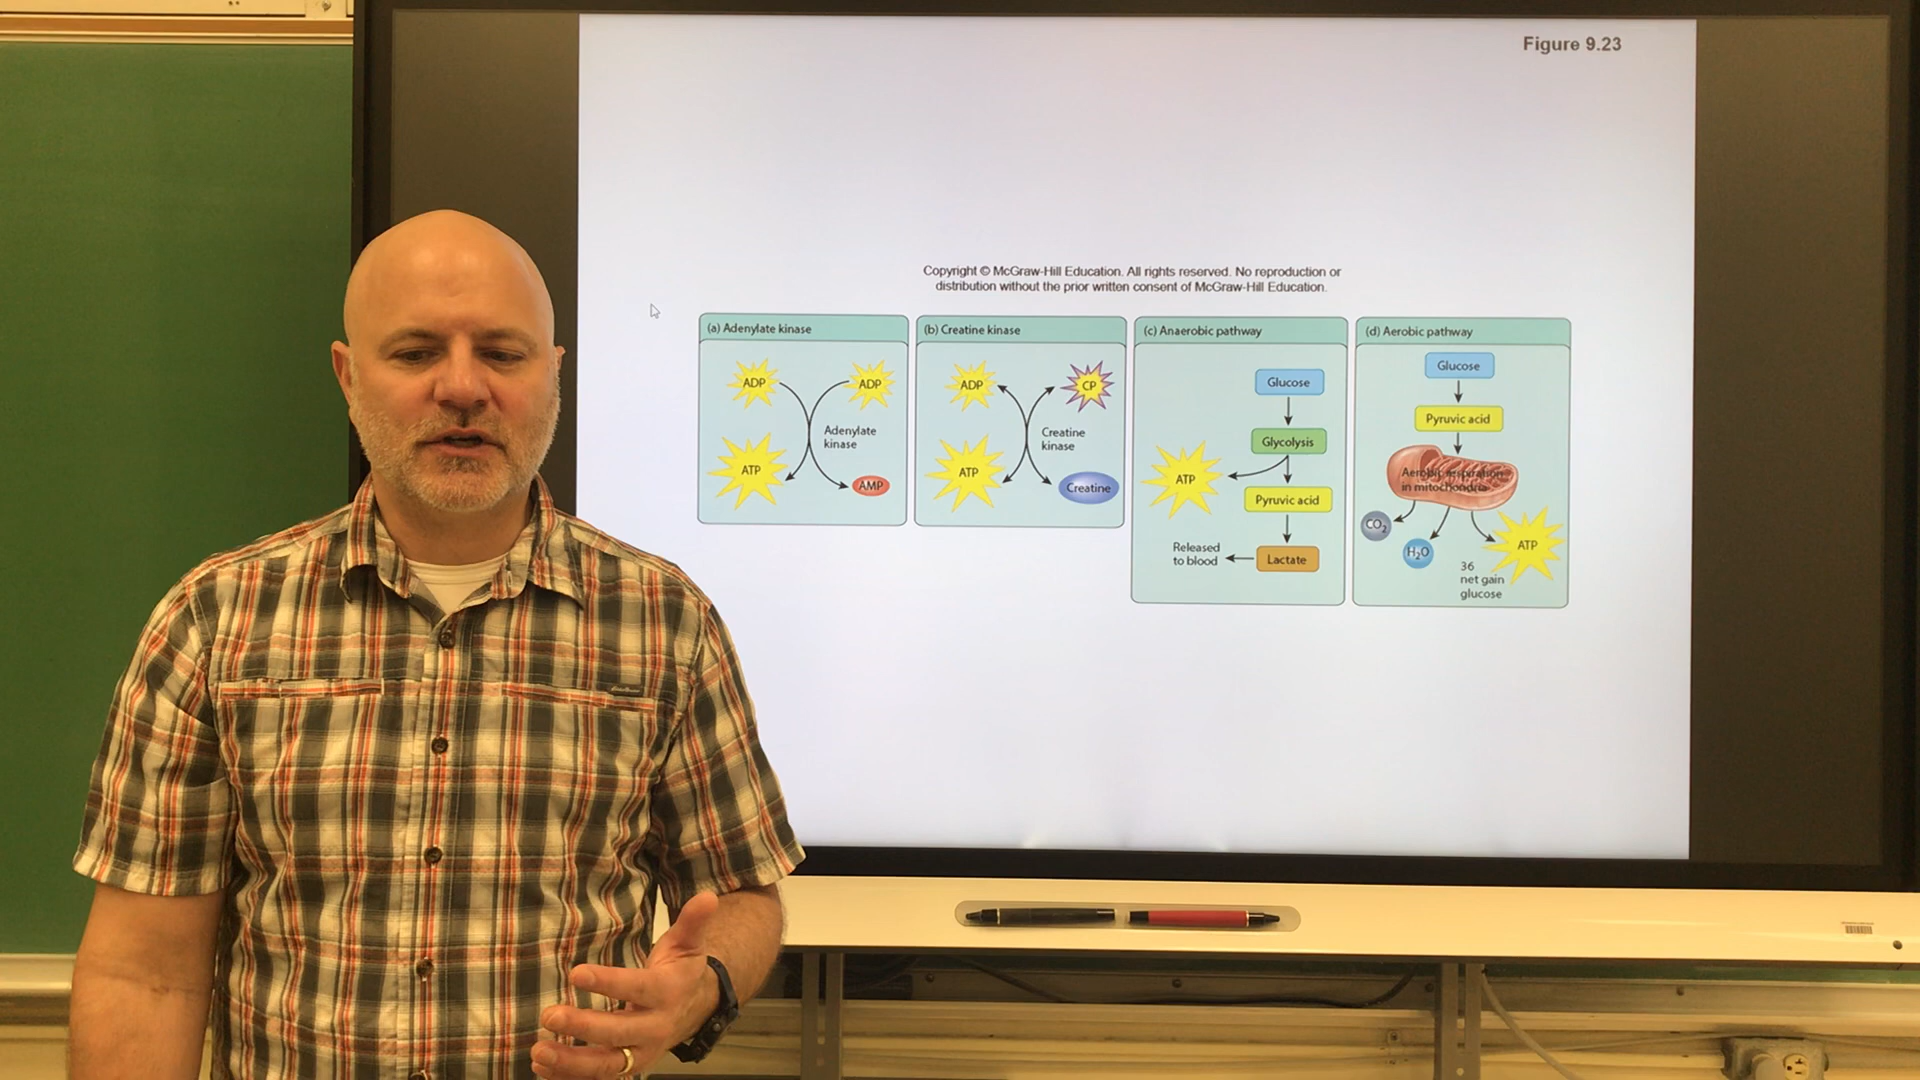 Figure 9.23
Copyright © McGraw-Hill Education. All rights reserved. No reproduction or
distribution without the prior written consent of McGraw-Hill Education.
(a) Adenylate kinase
ADP
ADP
Adenylate
kinase
ATP
AMP
(b) Creatine kinase
ADP
CP
Creatine
kinase
ATP
Creatine
(c) Anaerobic pathway
Glucose
Glycolysis
ATP
Pyruvic acid
Released
to blood
Lactate
(d) Aerobic pathway
Glucose
Pyruvic acid
Aerobic respiration
in mitochondria
CO2
H2O
ATP
36
net gain
glucose